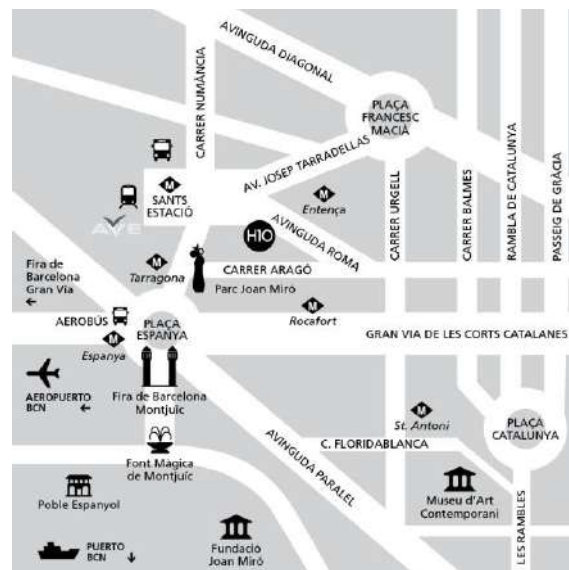 AVINGUDA DIAGONAL
CARRER NUMÀNCIA
PLAÇA
FRANCESC
MACIÀ
AV. JOSEP TARRADELLAS
M
SANTS
ESTACIÓ
AVE
M
Entença
CARRER URGELL
CARRER BALMES
RAMBLA DE CATALUNYA
PASSEIG DE GRÀCIA
H10
AVINGUDA ROMA
Fira de
Barcelona
Gran Via
←
M
Tarragona
CARRER ARAGÓ
Parc Joan Miró
M
Rocafort
AEROBÚS
PLAÇA
ESPANYA
M
Espanya
GRAN VIA DE LES CORTS CATALANES
AEROPUERTO
BCN ←
Fira de Barcelona
Montjuïc
M
St. Antoni
PLAÇA
CATALUNYA
AVINGUDA PARALEL
C. FLORIDABLANCA
Font Màgica
de Montjuïc
Poble Espanyol
Museu d'Art
Contemporani
LES RAMBLES
PUERTO
BCN ↓
Fundació
Joan Miró